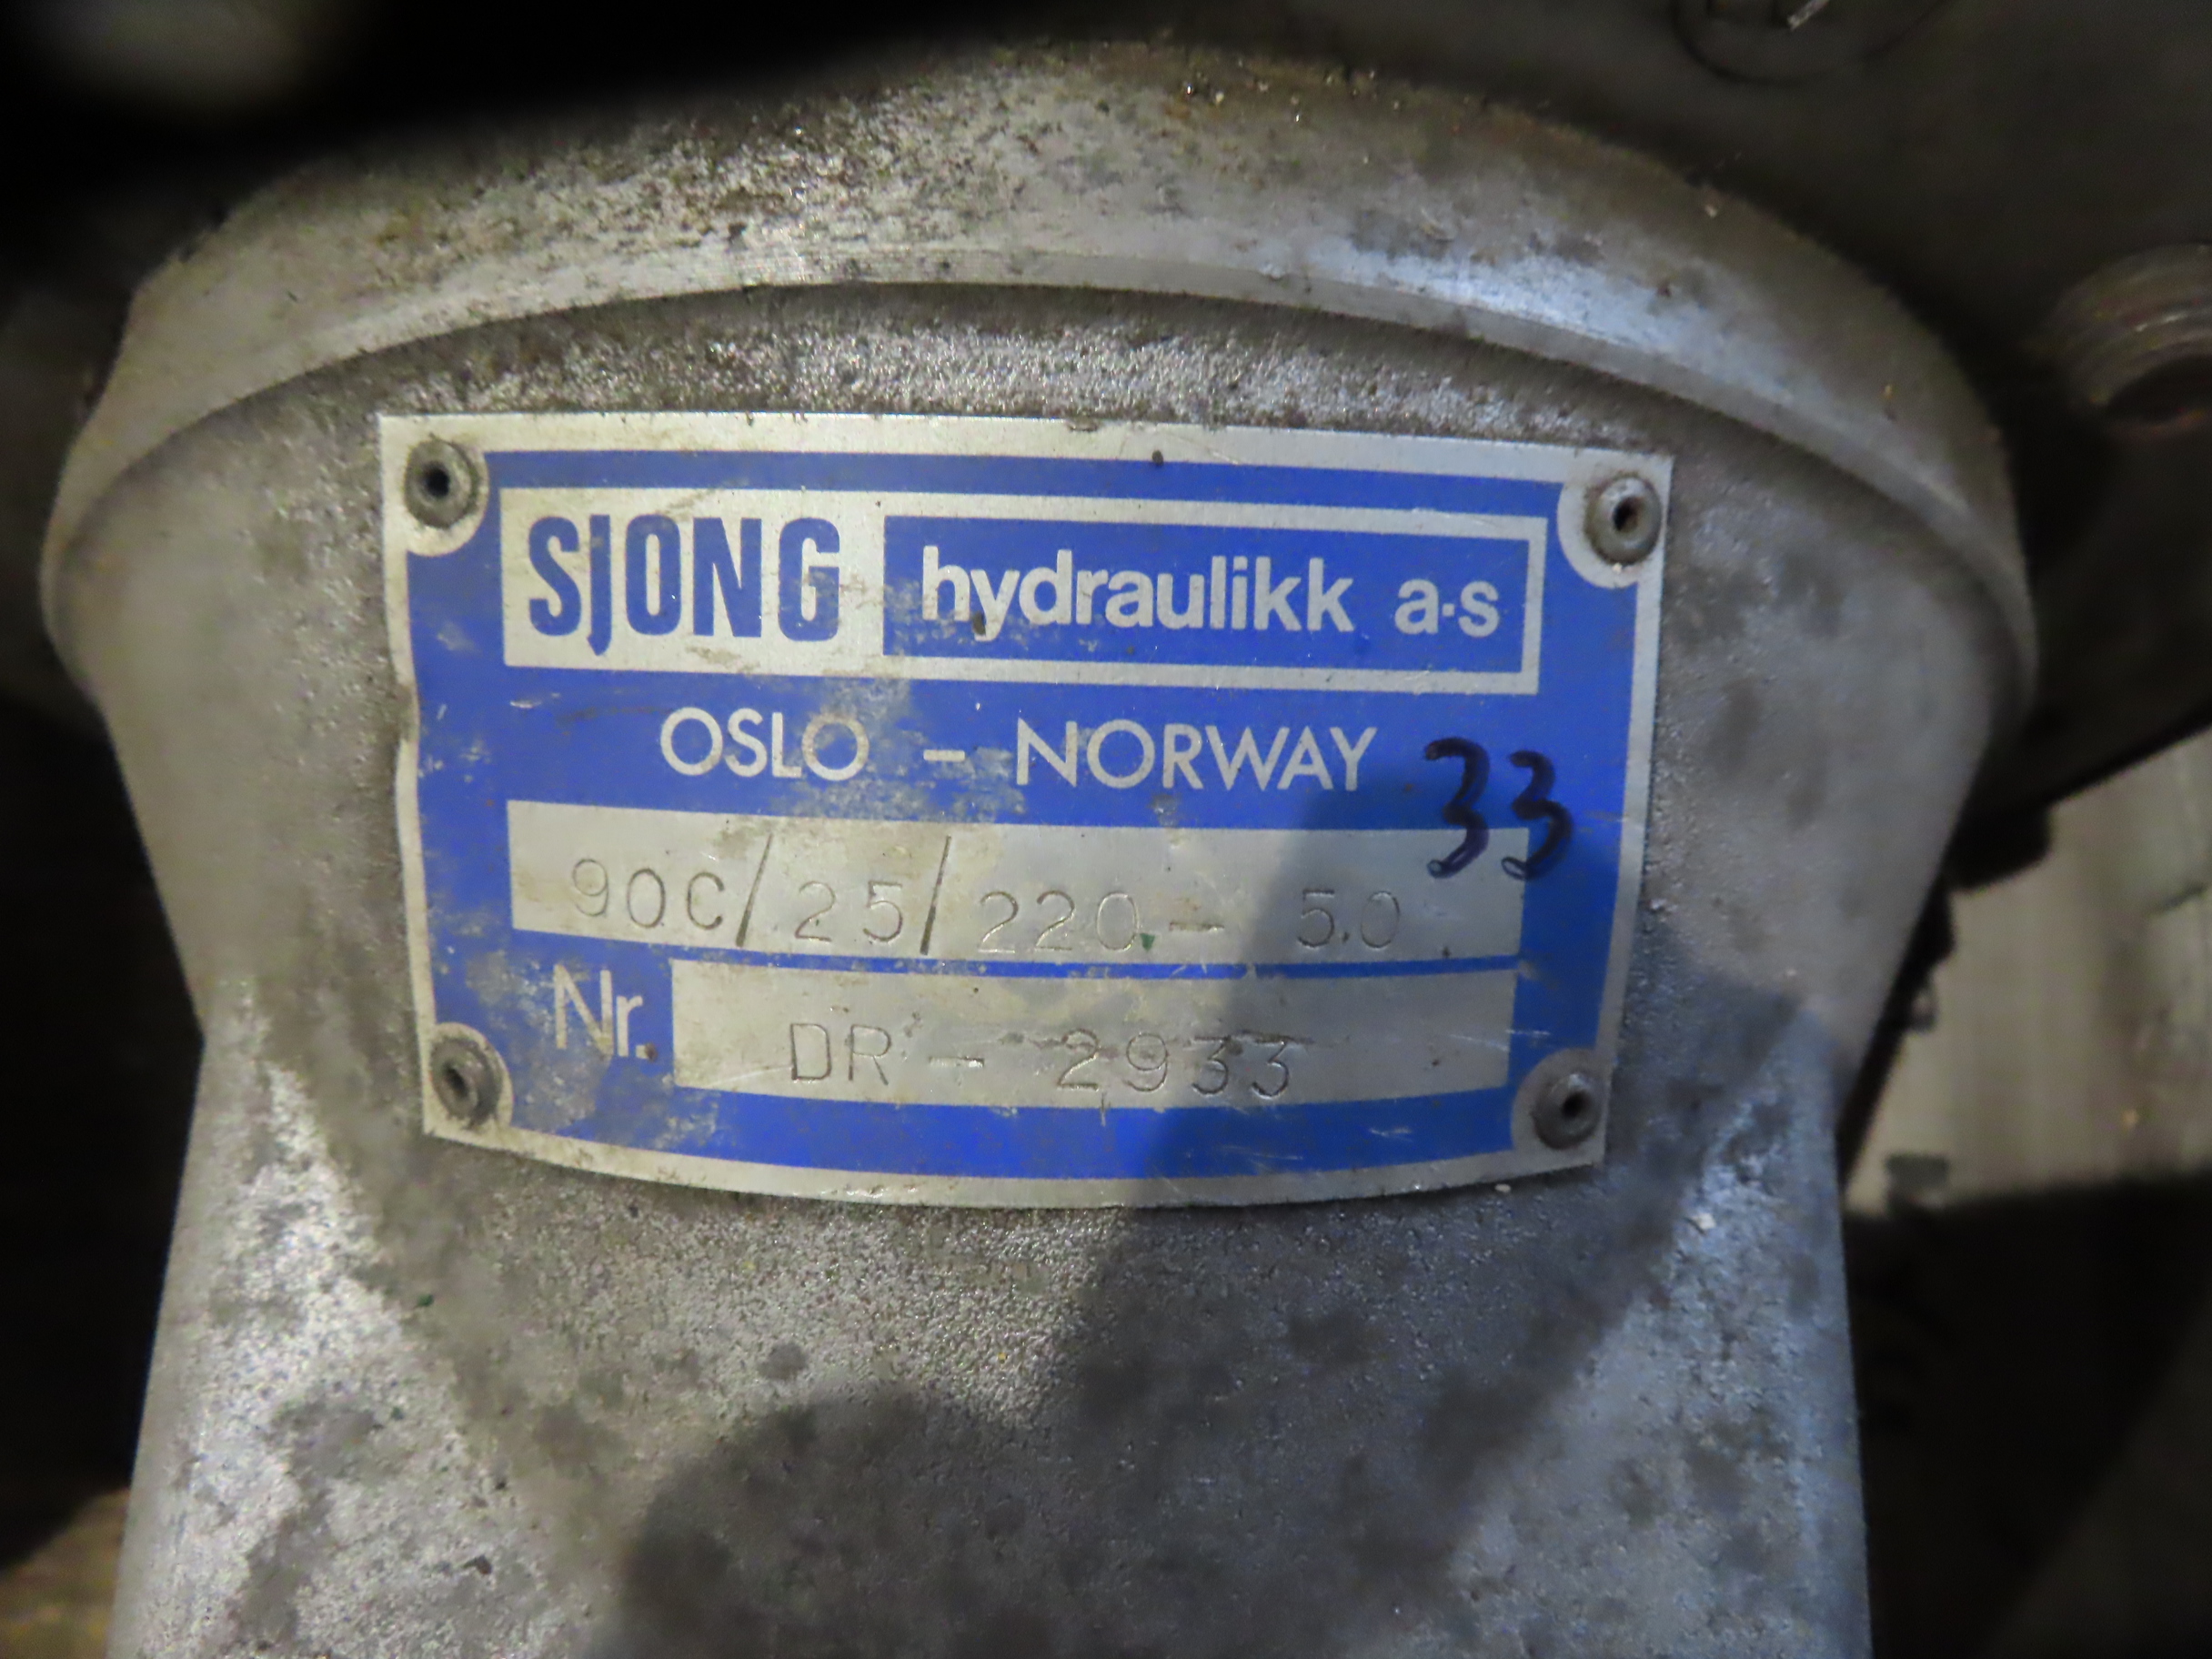 SJONG hydraulikk a·s
OSLO - NORWAY
33
90C/25/220 - 5.0
Nr. DR - 2933